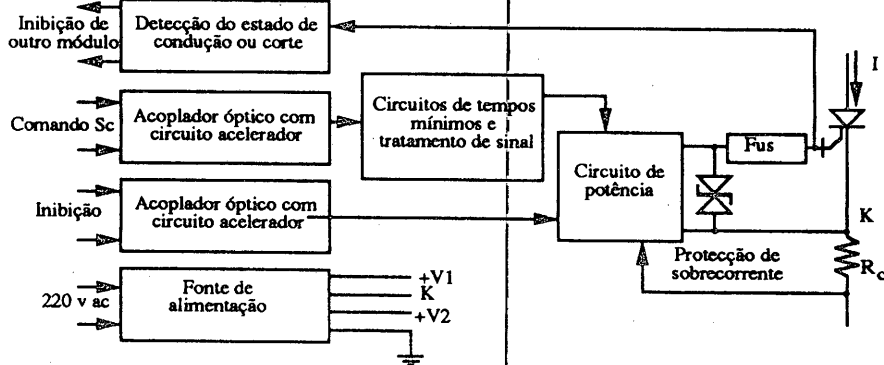 Inibição de
outro módulo
Detecção do estado de
condução ou corte
I
Comando Sc
Acoplador óptico com
circuito acelerador
Circuitos de tempos
mínimos e
tratamento de sinal
Fus
Circuito de
potência
Inibição
Acoplador óptico com
circuito acelerador
K
Protecção de
sobrecorrente
Rc
220 v ac
Fonte de
alimentação
+V1
K
+V2